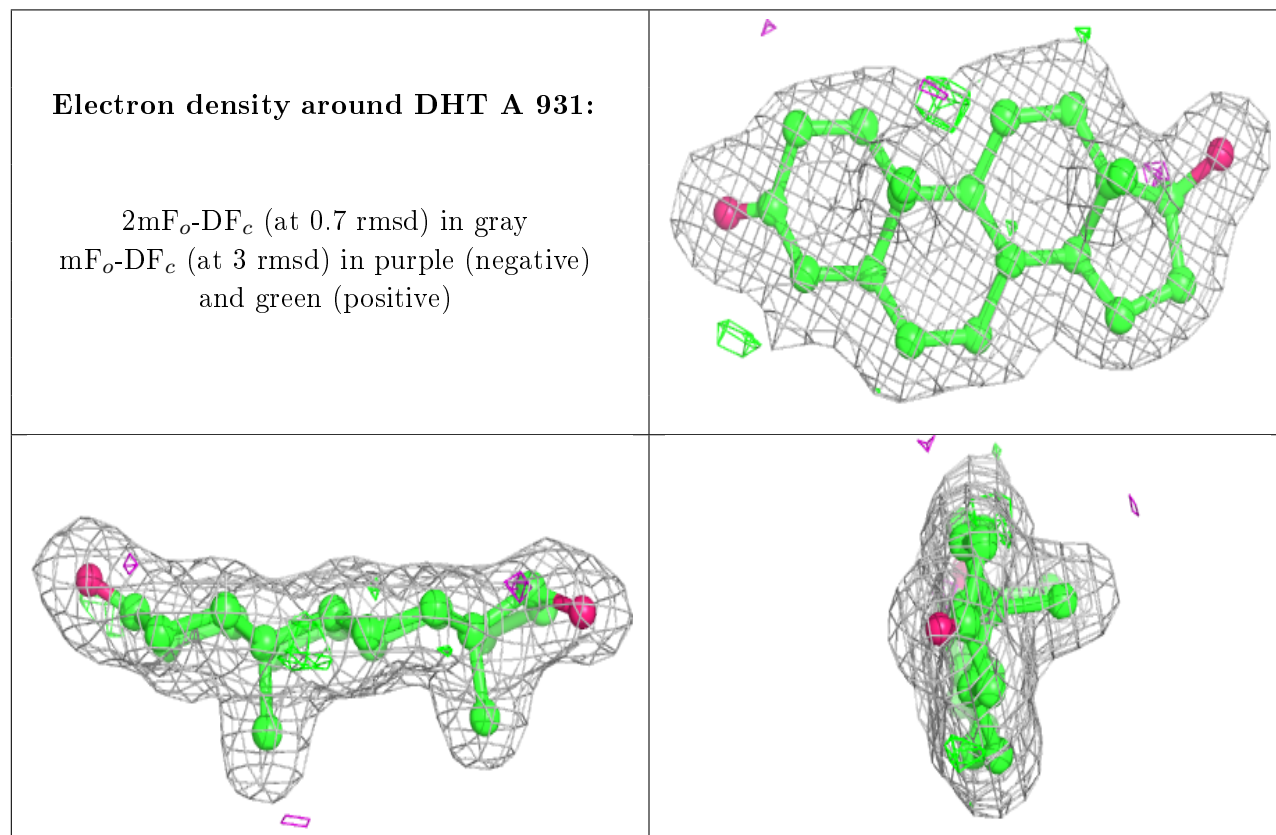 Electron density around DHT A 931:
2mFo-DFc (at 0.7 rmsd) in gray
mFo-DFc (at 3 rmsd) in purple (negative)
and green (positive)